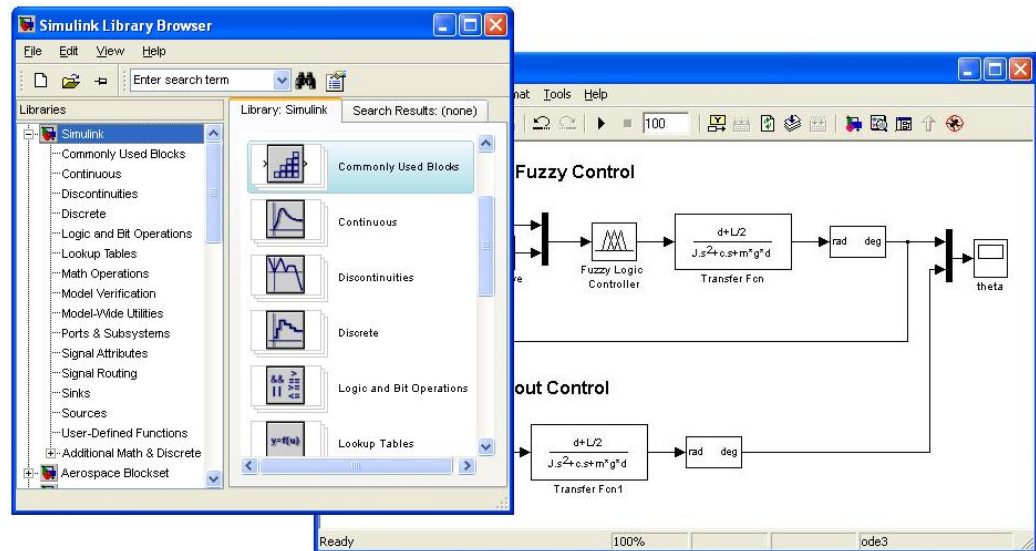 Simulink Library Browser
File Edit View Help
Enter search term
Libraries
Simulink
Commonly Used Blocks
Continuous
Discontinuities
Discrete
Logic and Bit Operations
Lookup Tables
Math Operations
Model Verification
Model-Wide Utilities
Ports & Subsystems
Signal Attributes
Signal Routing
Sinks
Sources
User-Defined Functions
Additional Math & Discrete
Aerospace Blockset
Library: Simulink Search Results: (none)
Commonly Used Blocks
Continuous
Discontinuities
Discrete
&& >=
|| ==
<=
Logic and Bit Operations
y=f(u)
Lookup Tables
mat Tools Help
100
Fuzzy Control
ve
Fuzzy Logic
Controller
d+L/2
J.s2+c.s+m*g*d
Transfer Fcn
rad deg
theta
out Control
d+L/2
J.s2+c.s+m*g*d
Transfer Fcn1
rad deg
Ready 100% ode3